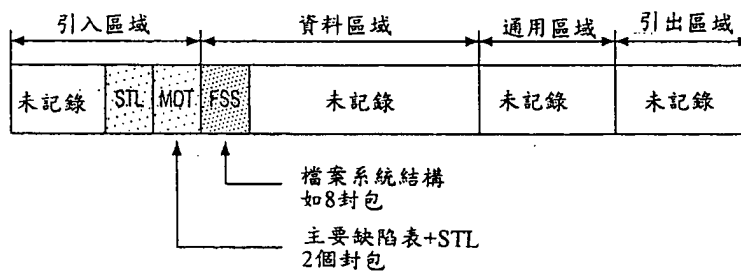 引入區域 資料區域 通用區域 引出區域
未記錄 STL MDT FSS 未記錄 未記錄 未記錄
檔案系統結構
如8封包
主要缺陷表+STL
2個封包